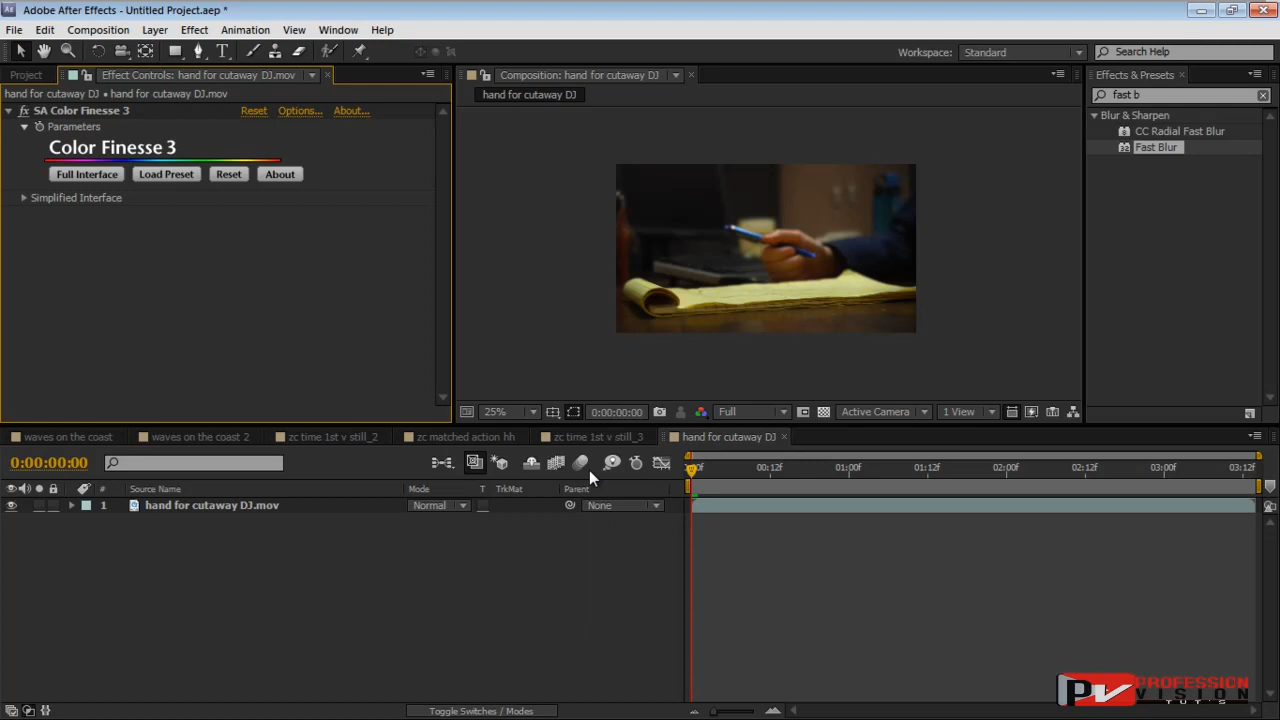 Adobe After Effects - Untitled Project.aep *
File Edit Composition Layer Effect Animation View Window Help
Workspace: Standard Search Help
Project Effect Controls: hand for cutaway DJ.mov Composition: hand for cutaway DJ Effects & Presets
hand for cutaway DJ • hand for cutaway DJ.mov hand for cutaway DJ fast b
SA Color Finesse 3 Reset Options... About... Blur & Sharpen
Parameters CC Radial Fast Blur
Color Finesse 3 Fast Blur
Full Interface Load Preset Reset About
Simplified Interface
25% 0:00:00:00 Full Active Camera 1 View
waves on the coast waves on the coast 2 zc time 1st v still_2 zc matched action hh zc time 1st v still_3 hand for cutaway DJ
0:00:00:00 00f 00:12f 01:00f 01:12f 02:00f 02:12f 03:00f 03:12f
# Source Name Mode T TrkMat Parent
1 hand for cutaway DJ.mov Normal None
PROFESSION
VISION
TUT'S
Toggle Switches / Modes